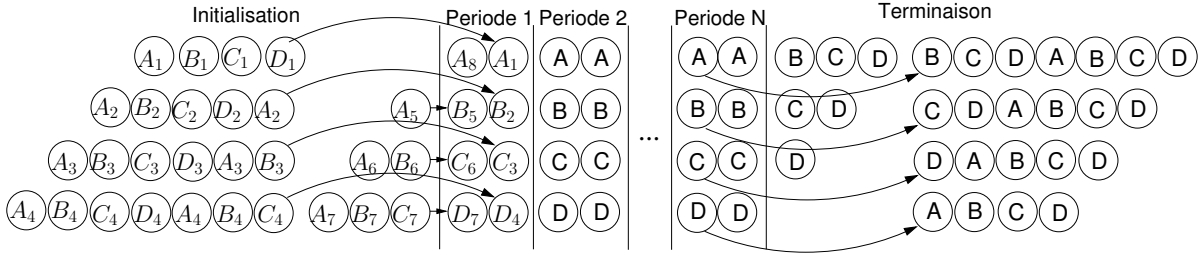 Initialisation Periode 1 Periode 2 Periode N Terminaison
A₁ B₁ C₁ D₁ A₈ A₁ A A A A B C D B C D A B C D
A₂ B₂ C₂ D₂ A₂ A₅ B₅ B₂ B B B B C D C D A B C D
...
A₃ B₃ C₃ D₃ A₃ B₃ A₆ B₆ C₆ C₃ C C C C D D A B C D
A₄ B₄ C₄ D₄ A₄ B₄ C₄ A₇ B₇ C₇ D₇ D₄ D D D D A B C D